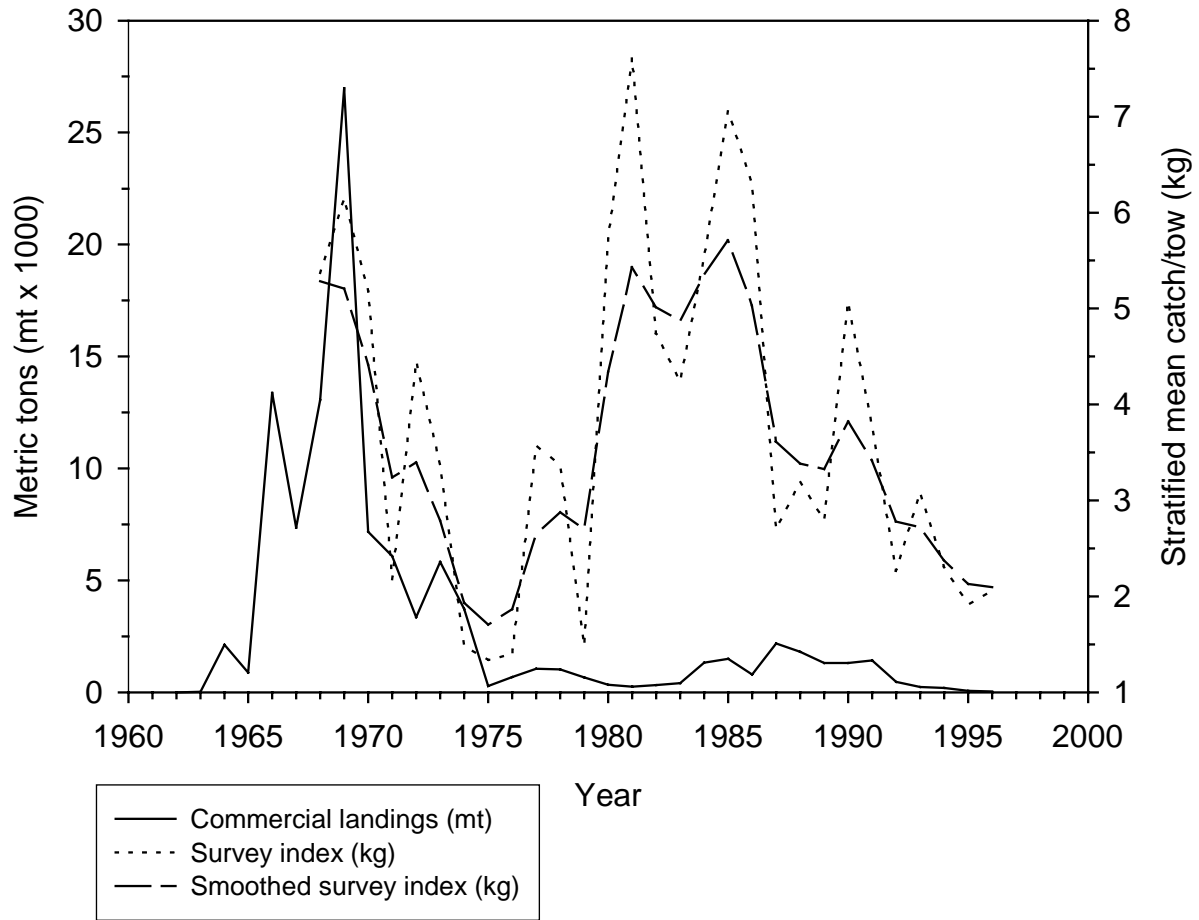 30
25
20
15
10
5
0
Metric tons (mt x 1000)
8
7
6
5
4
3
2
1
Stratified mean catch/tow (kg)
1960 1965 1970 1975 1980 1985 1990 1995 2000
Year
Commercial landings (mt)
Survey index (kg)
Smoothed survey index (kg)